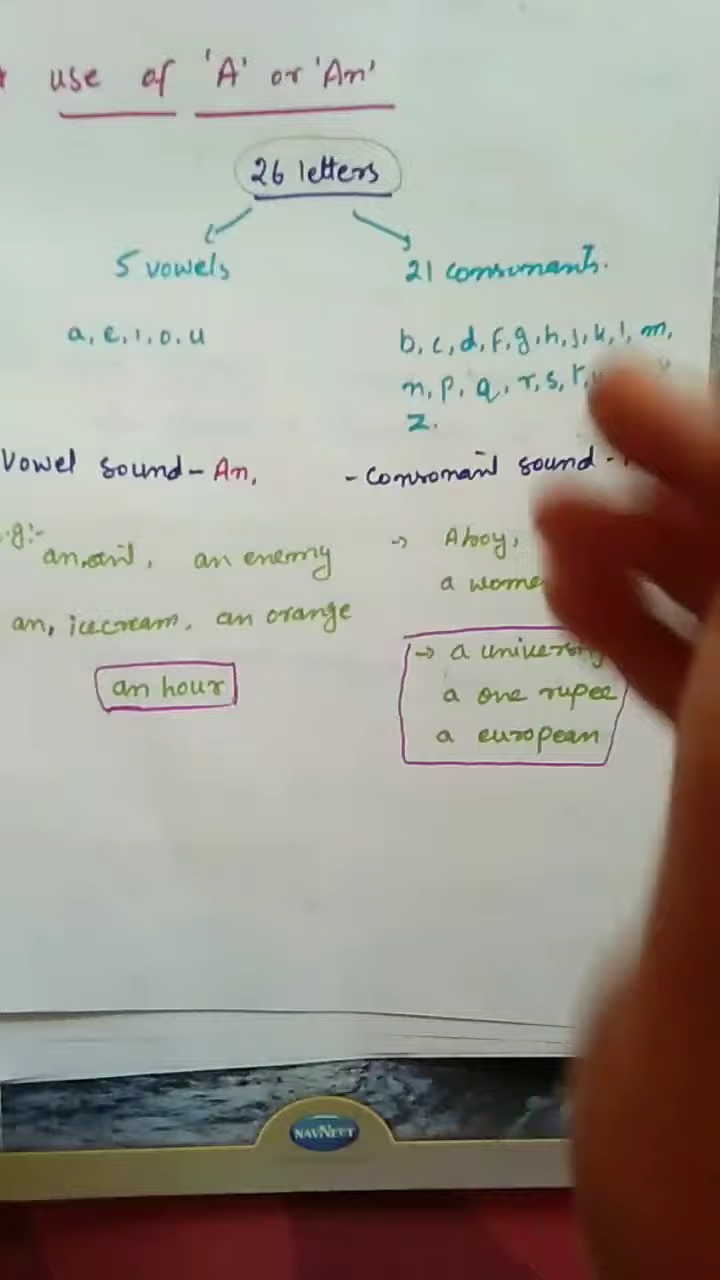 use of 'A' or 'An'
26 letters
5 vowels
21 consonants.
a, e, i, o, u
b, c, d, f, g, h, j, k, l, m,
n, p, q, r, s, t,
z.
Vowel sound - An,
- consonant sound -
e.g:-
an, ant, an enemy
an, icecream, an orange
an hour
→ A boy,
a women
→ a university
a one rupee
a european
NAVNEET